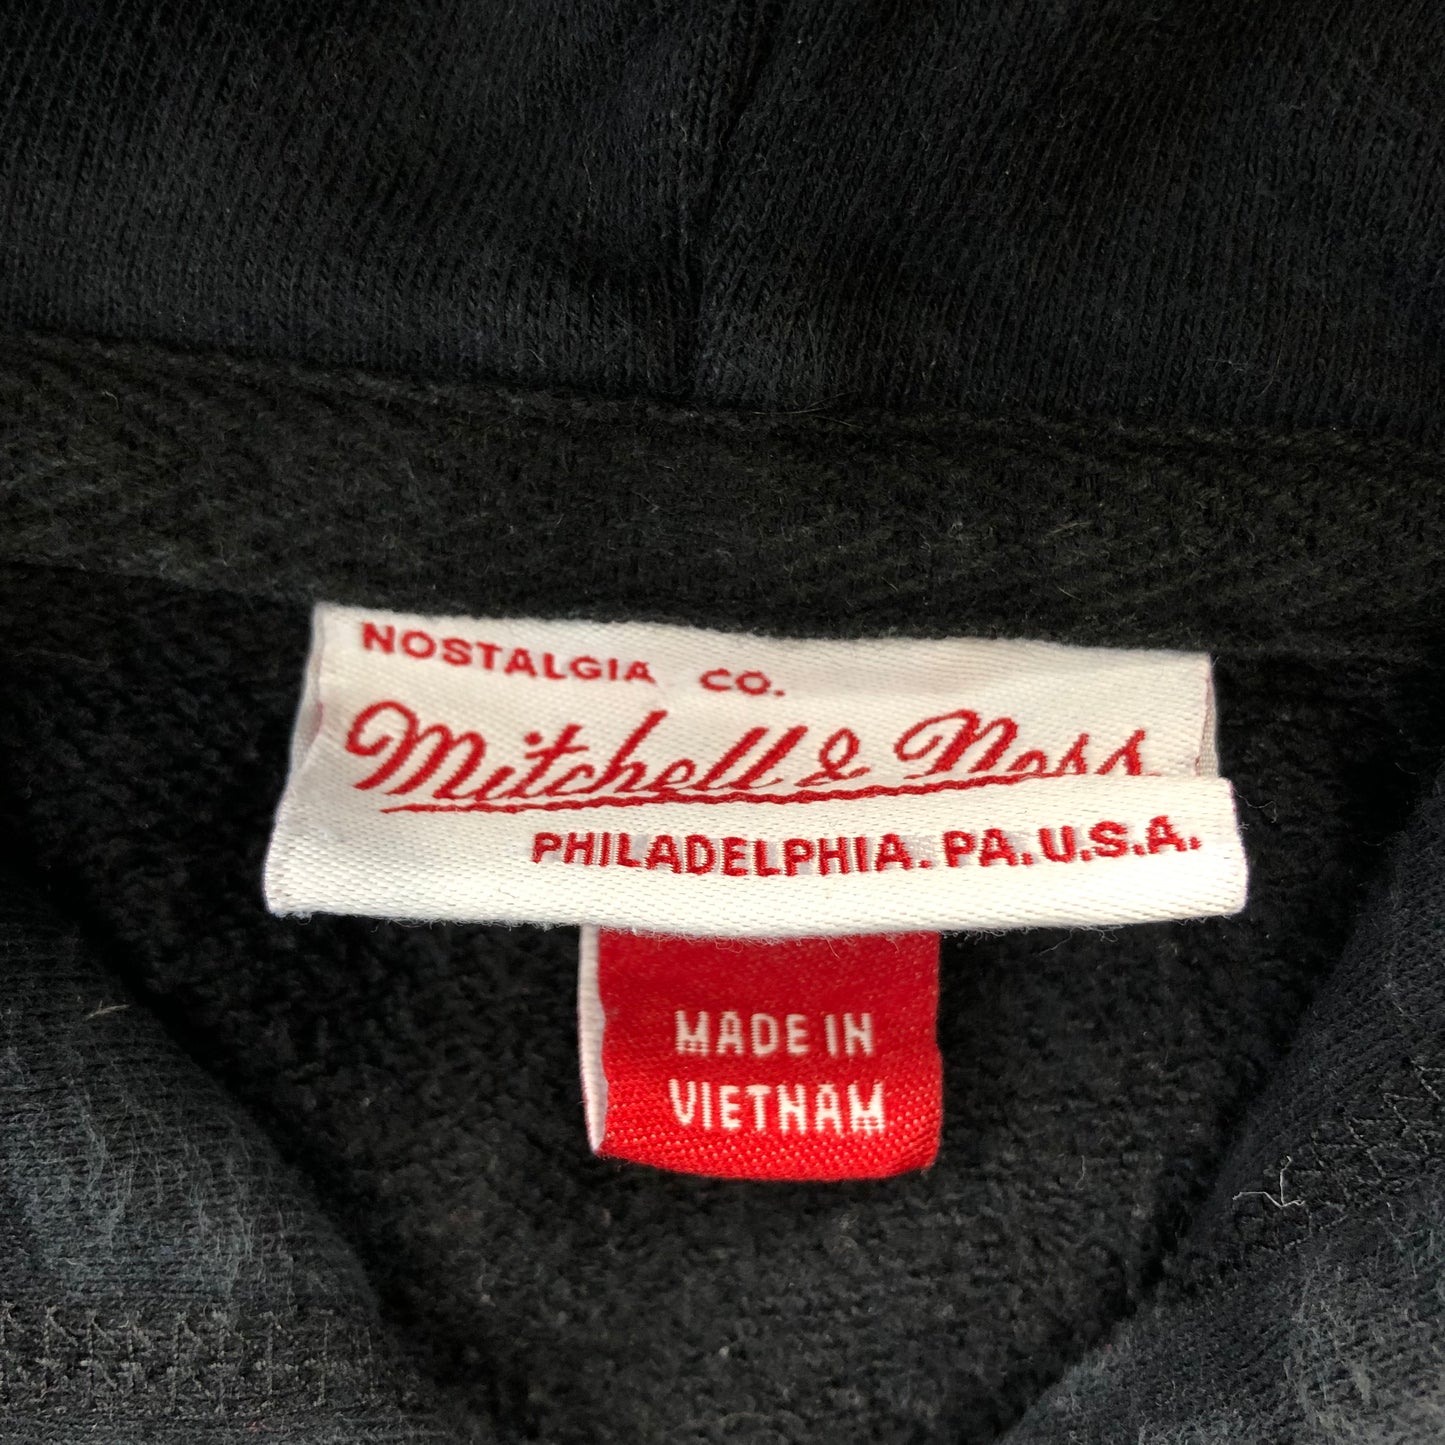 NOSTALGIA CO.
Mitchell & Ness
PHILADELPHIA. PA. U.S.A.
MADE IN
VIETNAM